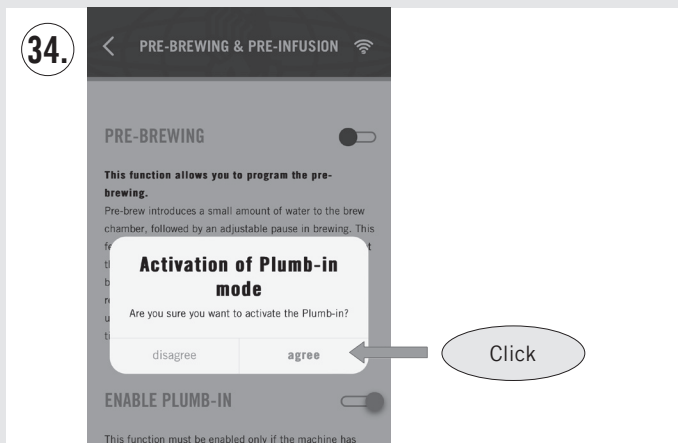 34.
PRE-BREWING & PRE-INFUSION
PRE-BREWING
This function allows you to program the pre-
brewing.
Pre-brew introduces a small amount of water to the brew
chamber, followed by an adjustable pause in brewing. This
Activation of Plumb-in
mode
Are you sure you want to activate the Plumb-in?
disagree agree
Click
ENABLE PLUMB-IN
This function must be enabled only if the machine has